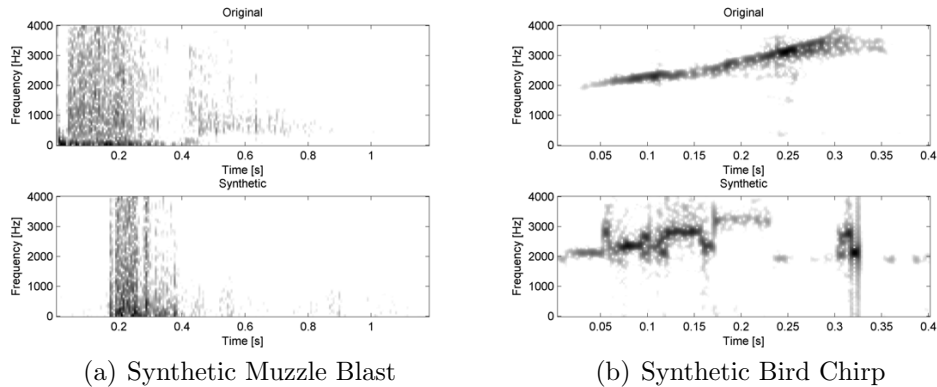 Original
Frequency [Hz]
4000
3000
2000
1000
0
0.2 0.4 0.6 0.8 1
Time [s]
Synthetic
Frequency [Hz]
4000
3000
2000
1000
0
0.2 0.4 0.6 0.8 1
Time [s]
(a) Synthetic Muzzle Blast
Original
Frequency [Hz]
4000
3000
2000
1000
0
0.05 0.1 0.15 0.2 0.25 0.3 0.35 0.4
Time [s]
Synthetic
Frequency [Hz]
4000
3000
2000
1000
0
0.05 0.1 0.15 0.2 0.25 0.3 0.35 0.4
Time [s]
(b) Synthetic Bird Chirp